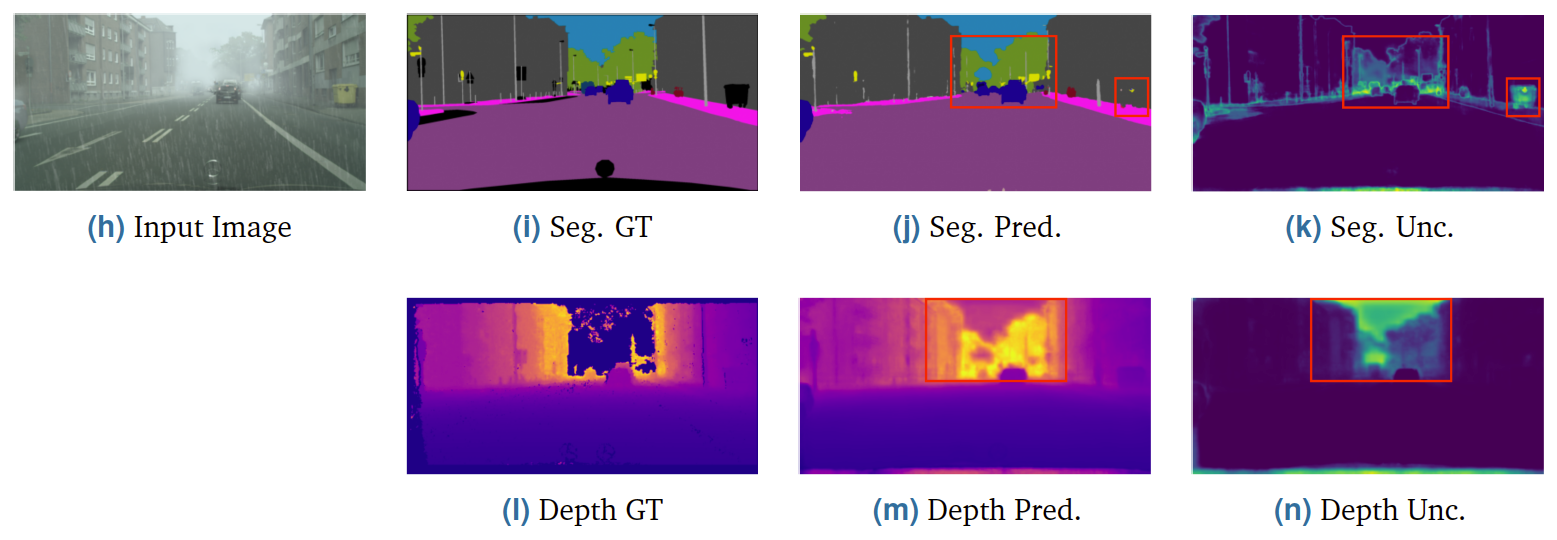 (h) Input Image
(i) Seg. GT
(j) Seg. Pred.
(k) Seg. Unc.
(l) Depth GT
(m) Depth Pred.
(n) Depth Unc.